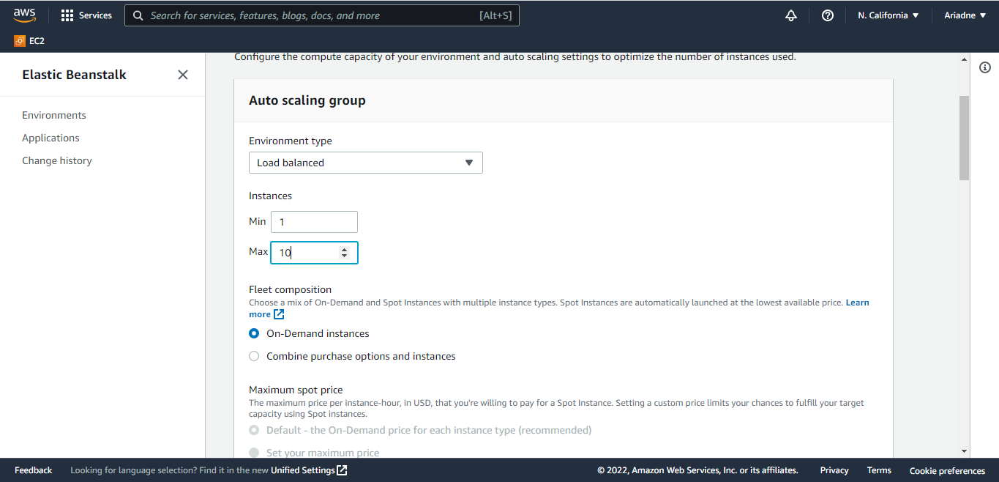 aws
Services
Search for services, features, blogs, docs, and more
[Alt+S]
N. California
Ariadne
EC2
Elastic Beanstalk
Environments
Applications
Change history
Configure the compute capacity of your environment and auto scaling settings to optimize the number of instances used.
Auto scaling group
Environment type
Load balanced
Instances
Min 1
Max 10
Fleet composition
Choose a mix of On-Demand and Spot Instances with multiple instance types. Spot Instances are automatically launched at the lowest available price. Learn
more
On-Demand instances
Combine purchase options and instances
Maximum spot price
The maximum price per instance-hour, in USD, that you're willing to pay for a Spot Instance. Setting a custom price limits your chances to fulfill your target
capacity using Spot instances.
Default - the On-Demand price for each instance type (recommended)
Set your maximum price
Feedback
Looking for language selection? Find it in the new Unified Settings
© 2022, Amazon Web Services, Inc. or its affiliates.
Privacy
Terms
Cookie preferences